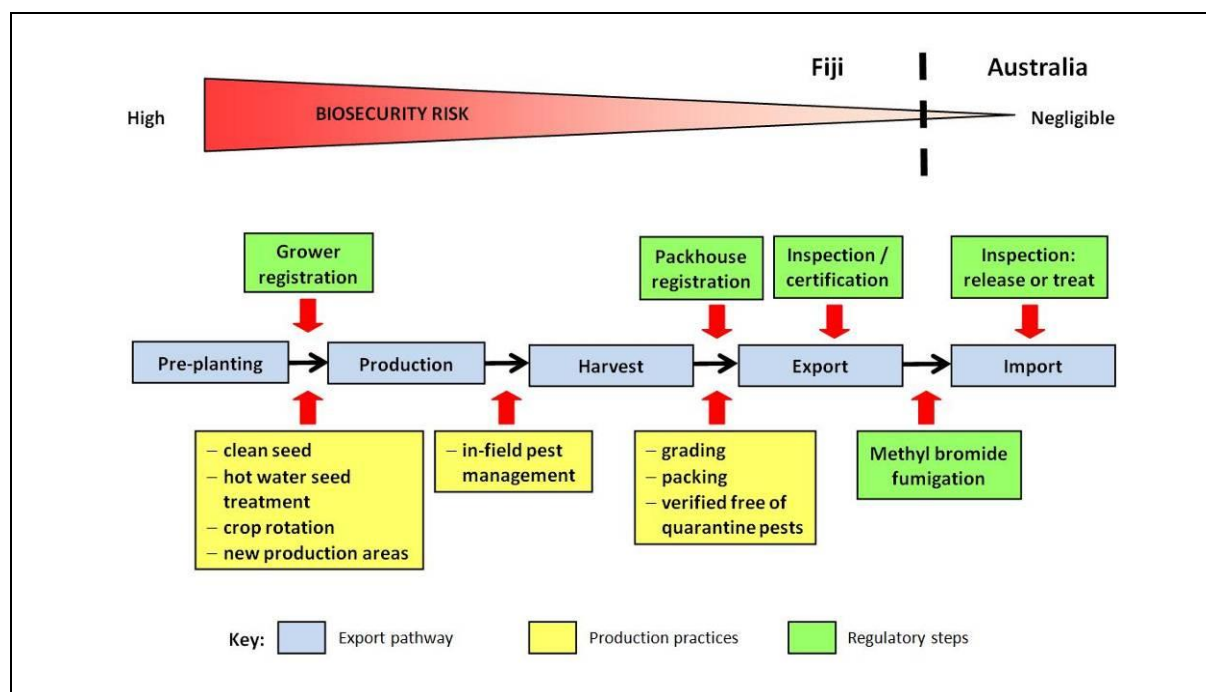 Fiji
Australia
High
BIOSECURITY RISK
Negligible
Grower
registration
Packhouse
registration
Inspection /
certification
Inspection:
release or treat
Pre-planting
Production
Harvest
Export
Import
– clean seed
– hot water seed
treatment
– crop rotation
– new production areas
– in-field pest
management
– grading
– packing
– verified free of
quarantine pests
Methyl bromide
fumigation
Key:
Export pathway
Production practices
Regulatory steps